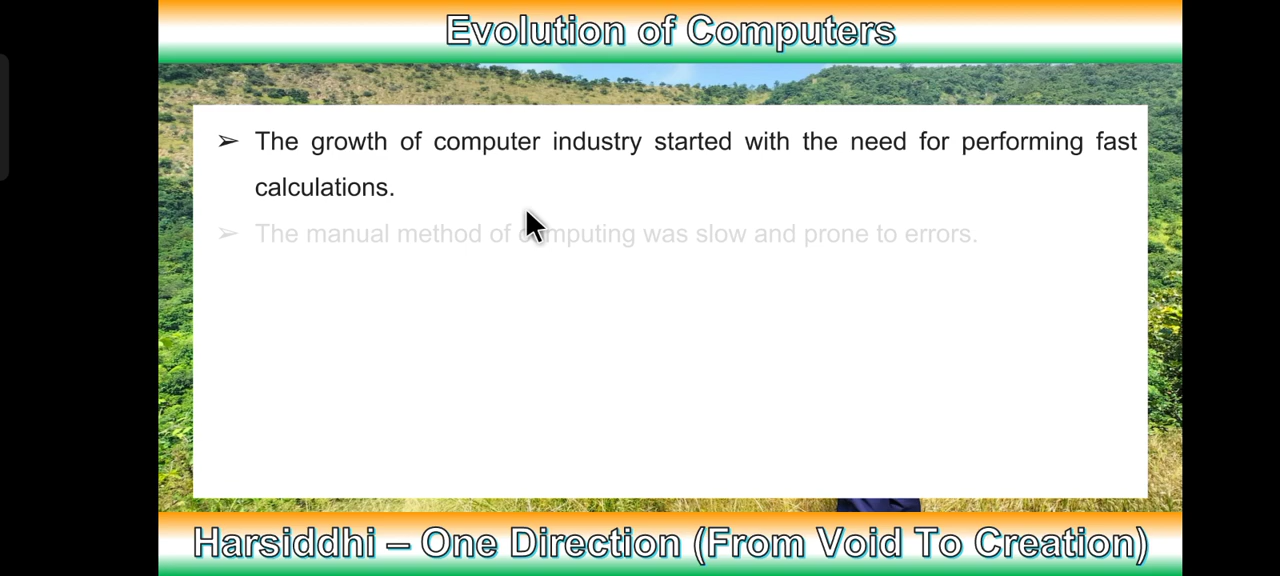 Evolution of Computers
➢ The growth of computer industry started with the need for performing fast
calculations.
➢ The manual method of computing was slow and prone to errors.
Harsiddhi – One Direction (From Void To Creation)